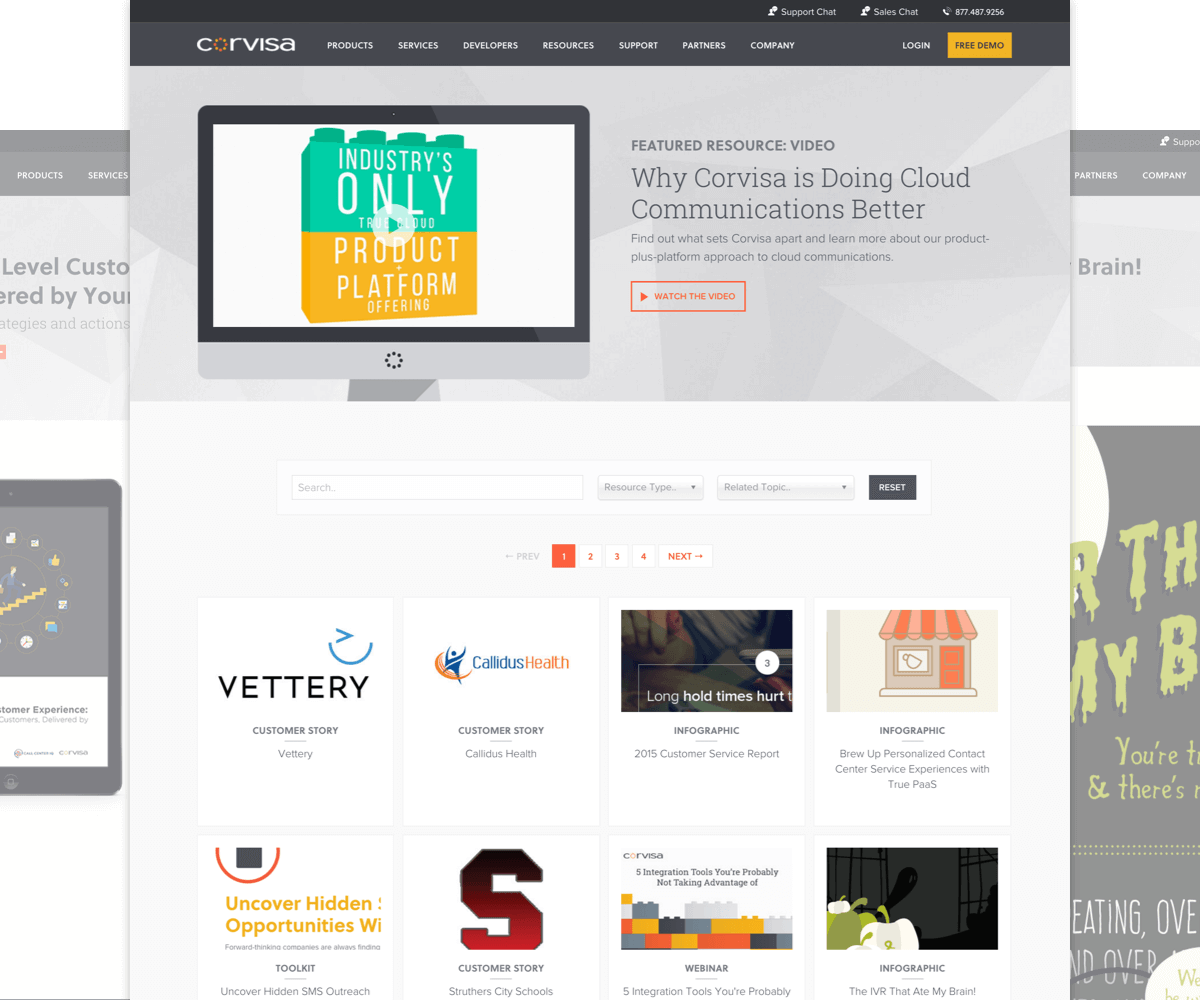 Support Chat
Sales Chat
877.487.9256
corvisa
PRODUCTS
SERVICES
DEVELOPERS
RESOURCES
SUPPORT
PARTNERS
COMPANY
LOGIN
FREE DEMO
INDUSTRY'S
ONLY
TRUE CLOUD
PRODUCT
+
PLATFORM
OFFERING
FEATURED RESOURCE: VIDEO
Why Corvisa is Doing Cloud
Communications Better
Find out what sets Corvisa apart and learn more about our product-
plus-platform approach to cloud communications.
WATCH THE VIDEO
Search..
Resource Type..
Related Topic..
RESET
← PREV
1
2
3
4
NEXT →
VETTERY
CUSTOMER STORY
Vettery
CallidusHealth
CUSTOMER STORY
Callidus Health
3
Long hold times hurt t
INFOGRAPHIC
2015 Customer Service Report
INFOGRAPHIC
Brew Up Personalized Contact
Center Service Experiences with
True PaaS
Uncover Hidden S
Opportunities Wi
Forward-thinking companies are always finding
TOOLKIT
Uncover Hidden SMS Outreach
S
CUSTOMER STORY
Struthers City Schools
corvisa
5 Integration Tools You're Probably
Not Taking Advantage of
WEBINAR
5 Integration Tools You're Probably
INFOGRAPHIC
The IVR That Ate My Brain!
PRODUCTS
SERVICES
Level Custo
ered by Your
ategies and actions
stomer Experience:
Customers, Delivered by
CALL CENTER IQ
corvisa
Suppo
PARTNERS
COMPANY
Brain!
R TH
MY B
You're t
& there's
EATING, OVE
ND OVER
We